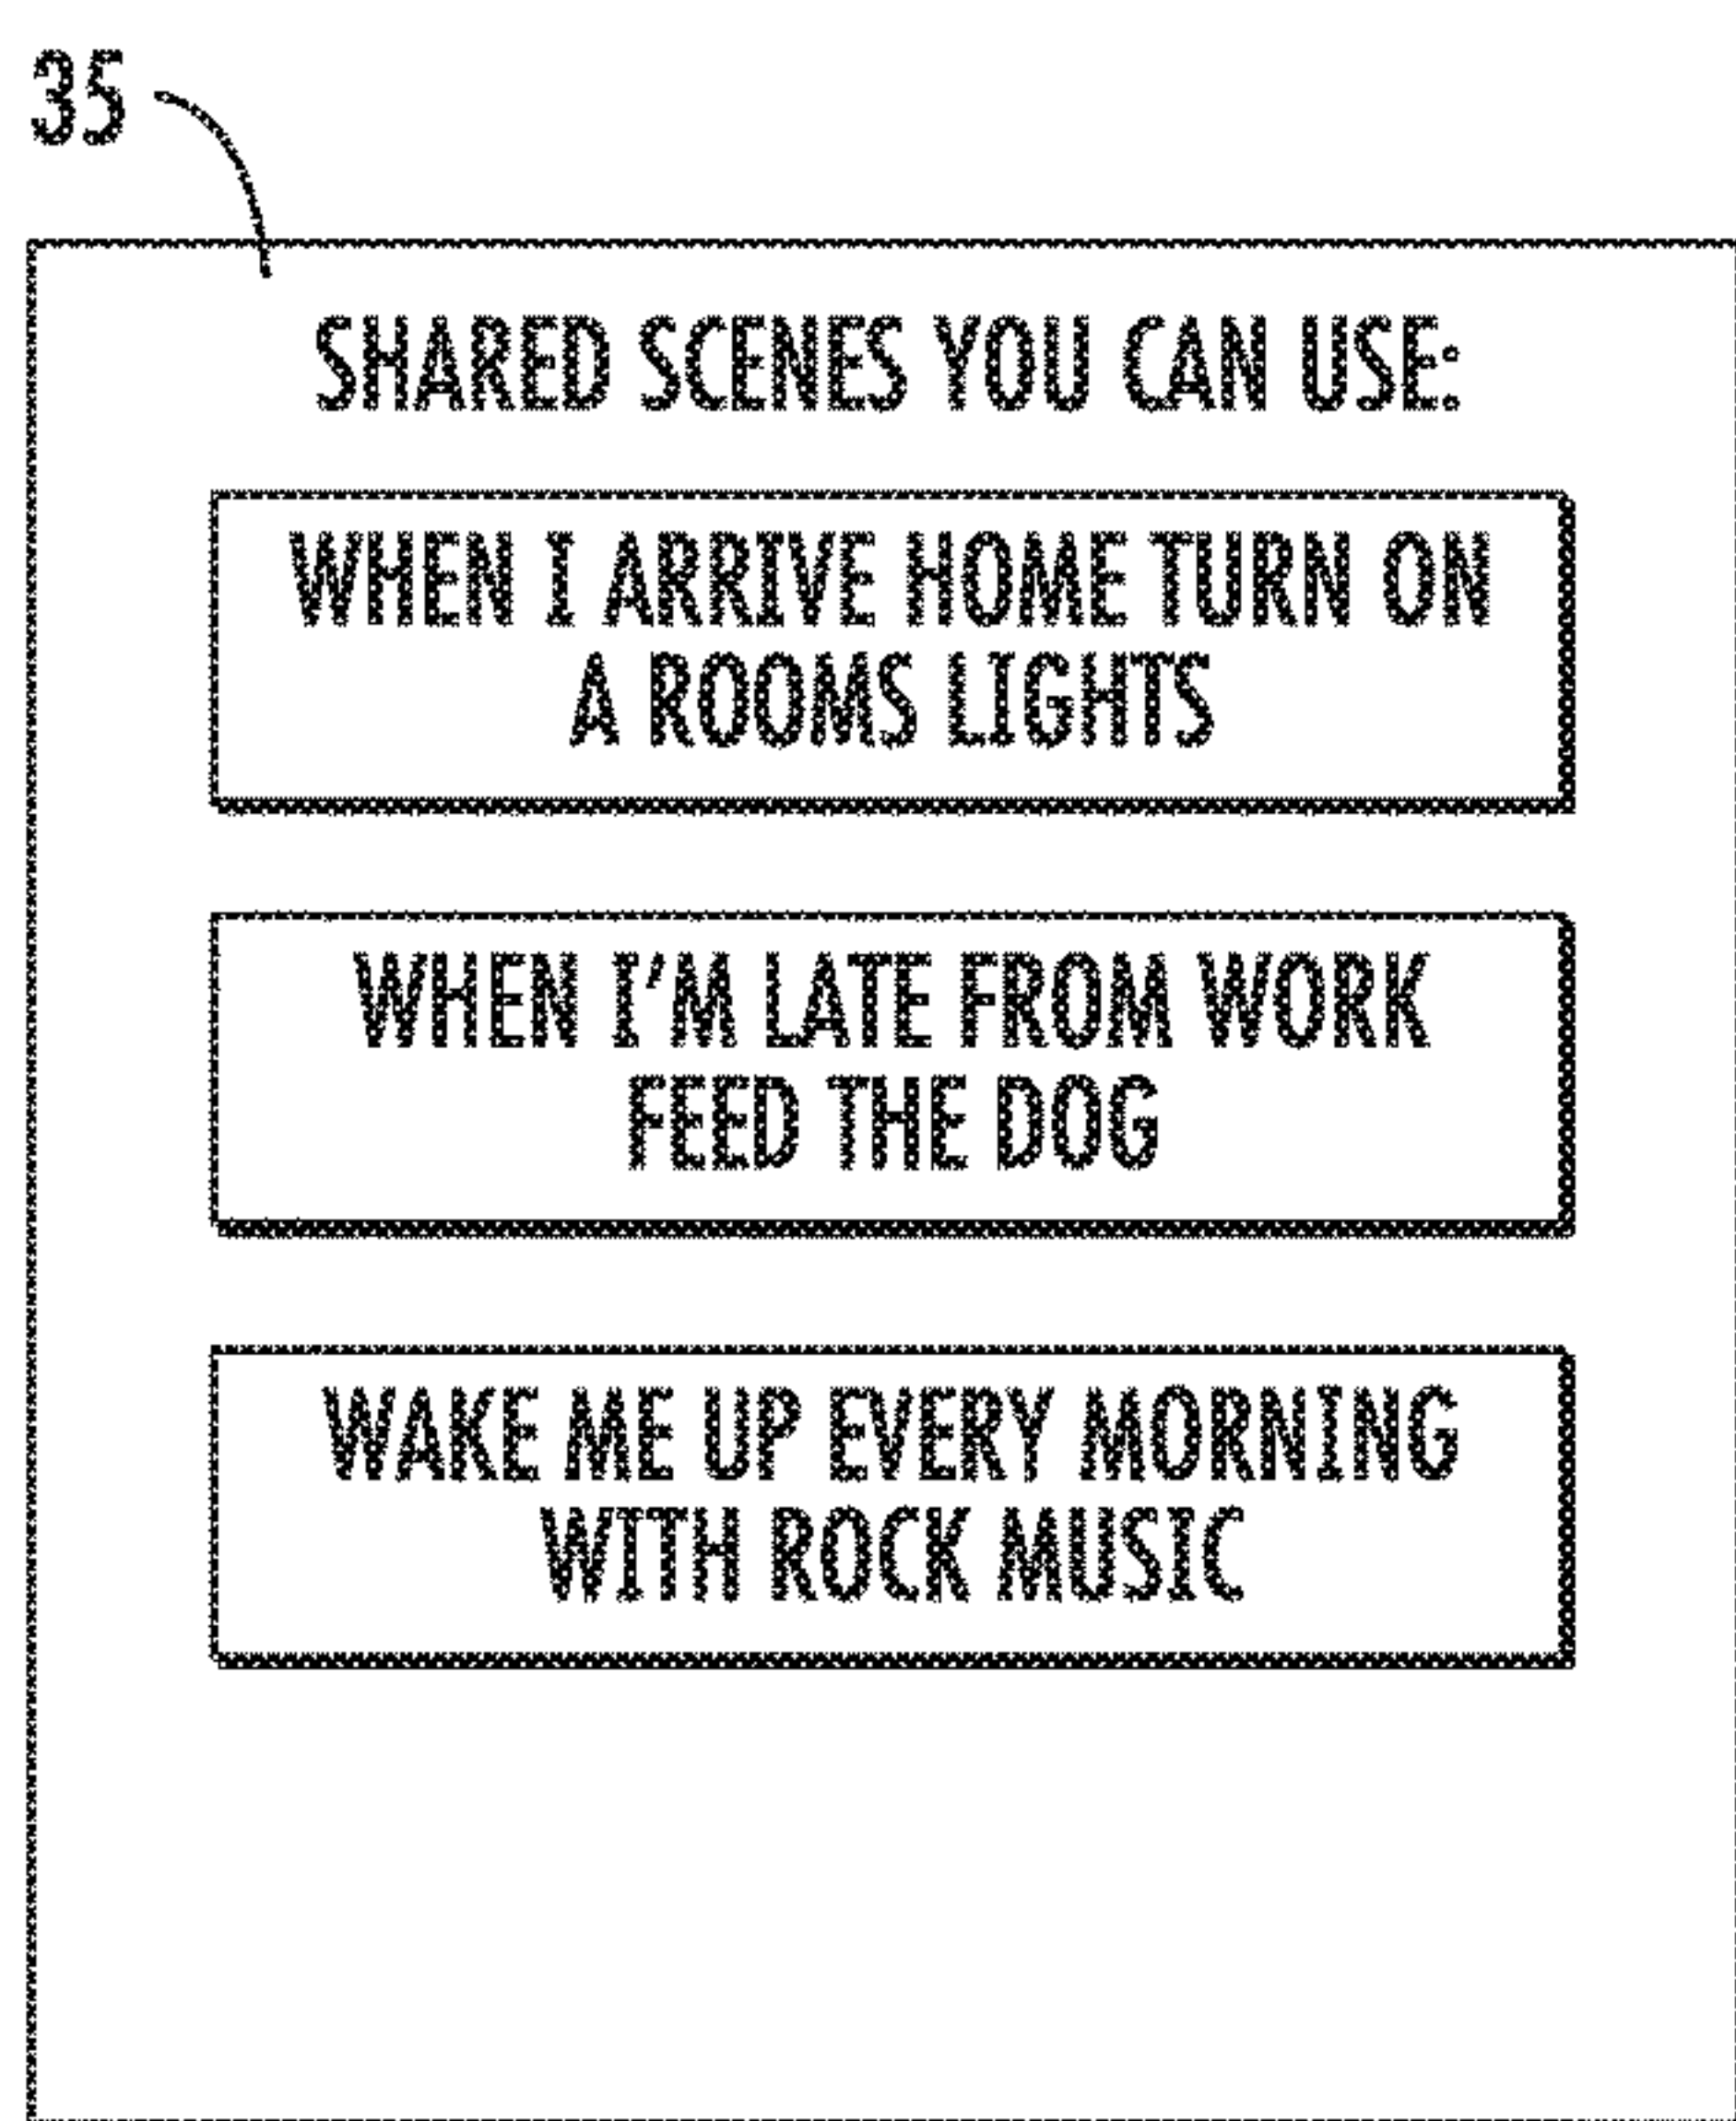 35
SHARED SCENES YOU CAN USE:
WHEN I ARRIVE HOME TURN ON
A ROOMS LIGHTS
WHEN I'M LATE FROM WORK
FEED THE DOG
WAKE ME UP EVERY MORNING
WITH ROCK MUSIC